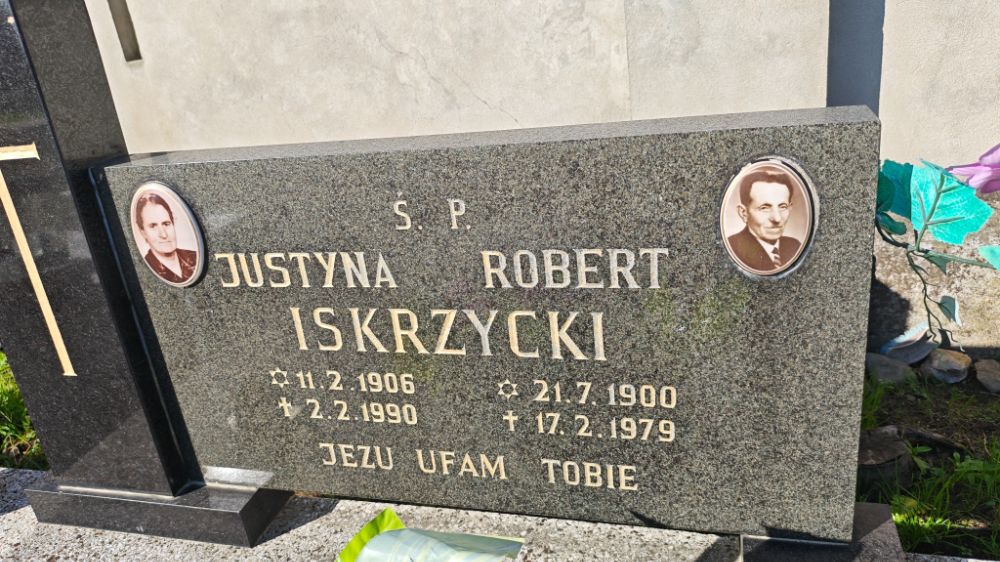 Ś. P.
JUSTYNA ROBERT
ISKRZYCKI
✡ 11.2.1906 ✡ 21.7.1900
✝ 2.2.1990 ✝ 17.2.1979
JEZU UFAM TOBIE